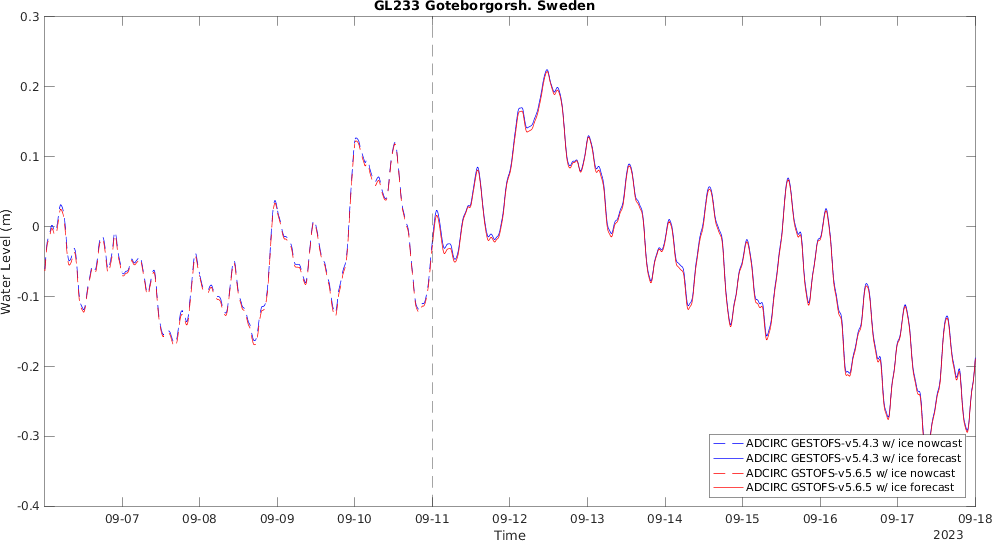 GL233 Goteborgorsh. Sweden
0.3
0.2
0.1
0
-0.1
-0.2
-0.3
-0.4
Water Level (m)
ADCIRC GESTOFS-v5.4.3 w/ ice nowcast
ADCIRC GESTOFS-v5.4.3 w/ ice forecast
ADCIRC GSTOFS-v5.6.5 w/ ice nowcast
ADCIRC GSTOFS-v5.6.5 w/ ice forecast
09-07 09-08 09-09 09-10 09-11 09-12 09-13 09-14 09-15 09-16 09-17 09-18
Time
2023